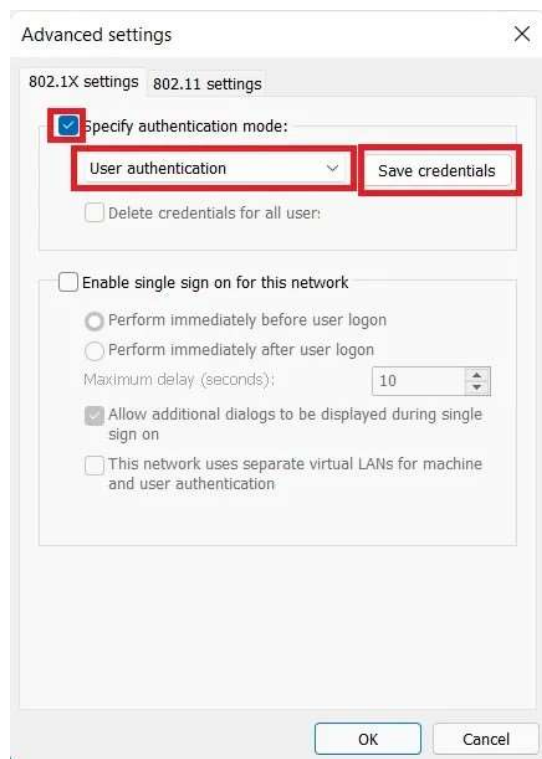 Advanced settings
802.1X settings 802.11 settings
Specify authentication mode:
User authentication Save credentials
Delete credentials for all user:
Enable single sign on for this network
Perform immediately before user logon
Perform immediately after user logon
Maximum delay (seconds): 10
Allow additional dialogs to be displayed during single
sign on
This network uses separate virtual LANs for machine
and user authentication
OK Cancel